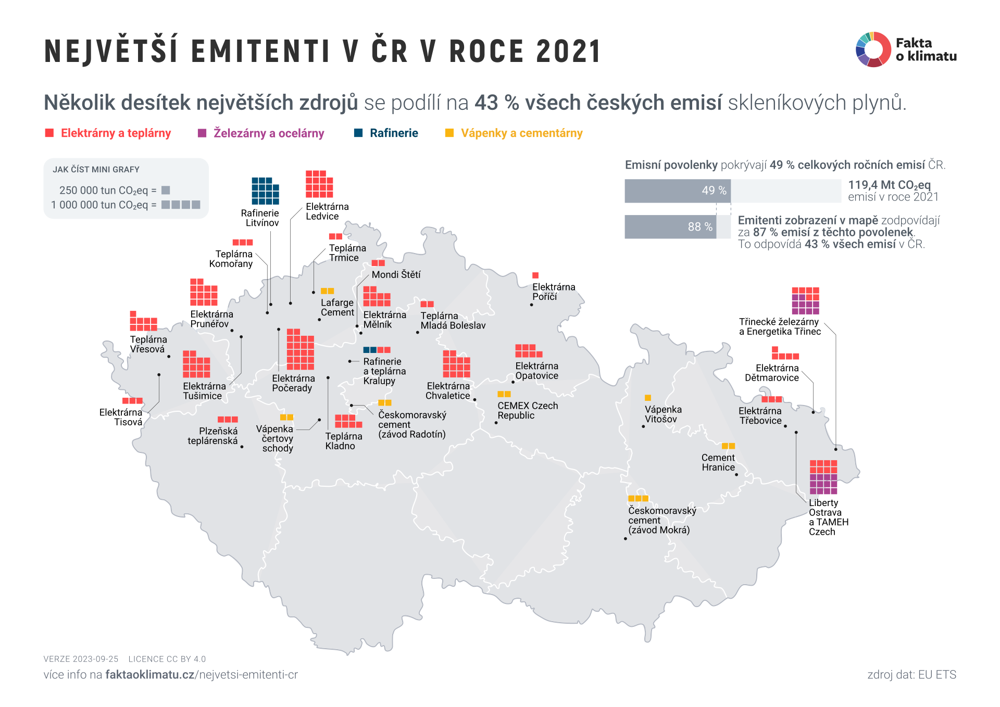 NEJVĚTŠÍ EMITENTI V ČR V ROCE 2021
Fakta
o klimatu
Několik desítek největších zdrojů se podílí na 43 % všech českých emisí skleníkových plynů.
Elektrárny a teplárny
Železárny a ocelárny
Rafinerie
Vápenky a cementárny
JAK ČÍST MINI GRAFY
250 000 tun CO₂eq =
1 000 000 tun CO₂eq =
Emisní povolenky pokrývají 49 % celkových ročních emisí ČR.
49 %
119,4 Mt CO₂eq
emisí v roce 2021
88 %
Emitenti zobrazení v mapě zodpovídají
za 87 % emisí z těchto povolenek.
To odpovídá 43 % všech emisí v ČR.
Rafinerie
Litvínov
Elektrárna
Ledvice
Teplárna
Komořany
Teplárna
Trmice
Mondi Štětí
Elektrárna
Poříčí
Elektrárna
Prunéřov
Lafarge
Cement
Elektrárna
Mělník
Teplárna
Mladá Boleslav
Třinecké železárny
a Energetika Třinec
Teplárna
Vřesová
Elektrárna
Tušimice
Elektrárna
Počerady
Rafinerie
a teplárna
Kralupy
Elektrárna
Chvaletice
Elektrárna
Opatovice
Elektrárna
Dětmarovice
Elektrárna
Tisová
Plzeňská
teplárenská
Vápenka
čertovy
schody
Teplárna
Kladno
Českomoravský
cement
(závod Radotín)
CEMEX Czech
Republic
Vápenka
Vitošov
Elektrárna
Třebovice
Cement
Hranice
Českomoravský
cement
(závod Mokrá)
Liberty
Ostrava
a TAMEH
Czech
VERZE 2023-09-25 LICENCE CC BY 4.0
více info na faktaoklimatu.cz/nejvetsi-emitenti-cr
zdroj dat: EU ETS